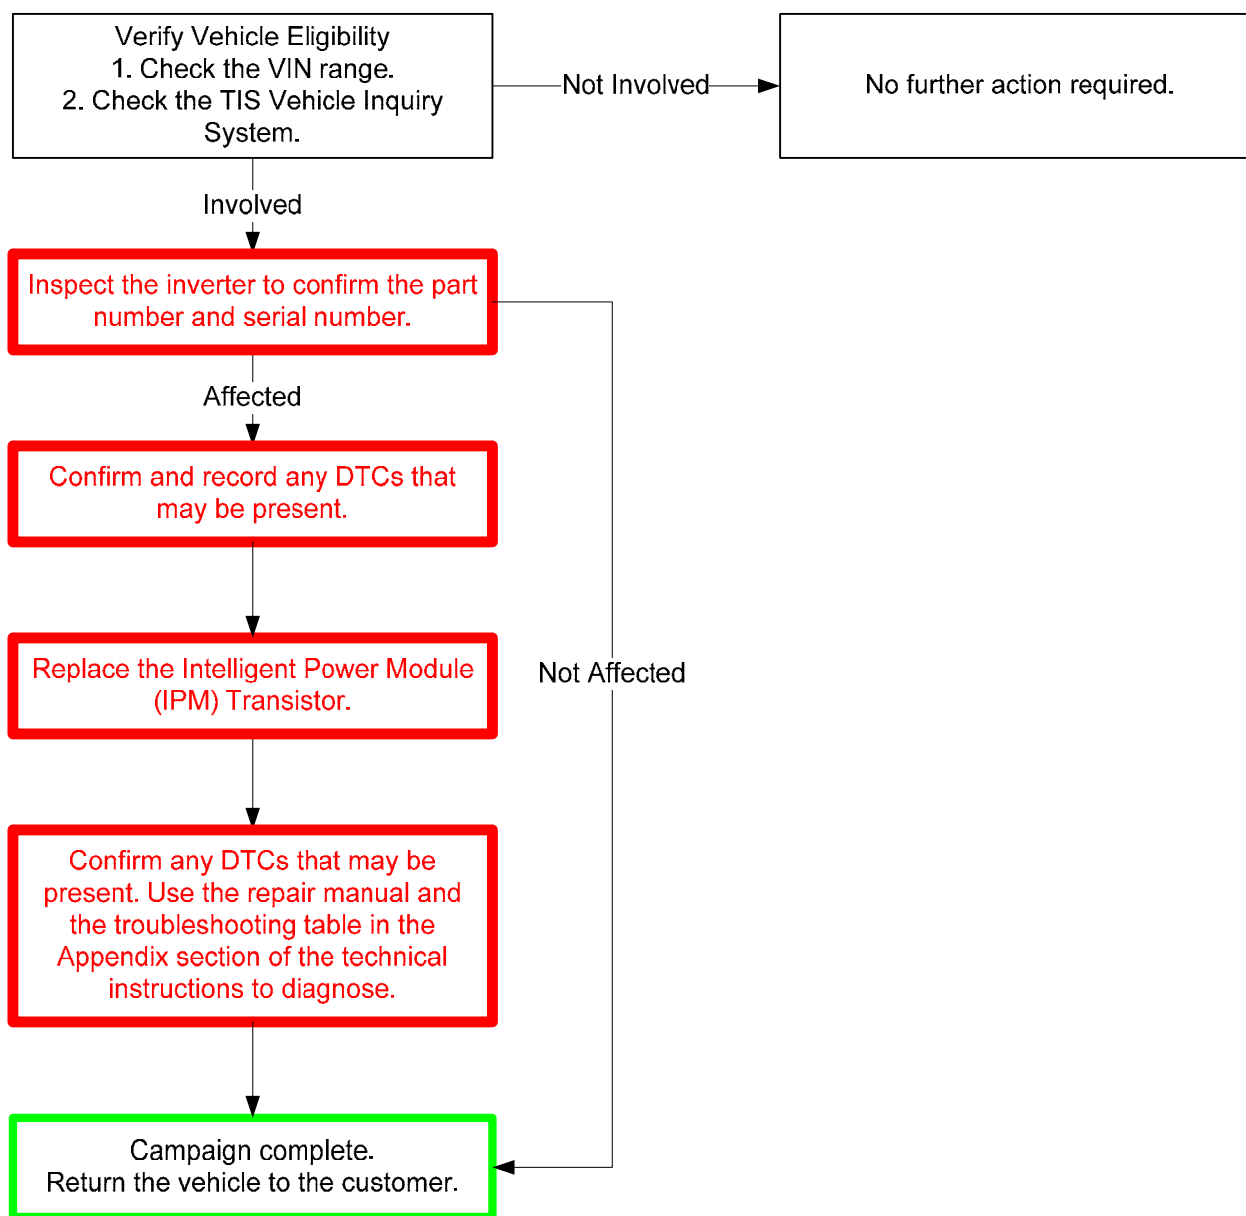 Verify Vehicle Eligibility
1. Check the VIN range.
2. Check the TIS Vehicle Inquiry
System.
Not Involved
No further action required.
Involved
Inspect the inverter to confirm the part
number and serial number.
Affected
Confirm and record any DTCs that
may be present.
Replace the Intelligent Power Module
(IPM) Transistor.
Not Affected
Confirm any DTCs that may be
present. Use the repair manual and
the troubleshooting table in the
Appendix section of the technical
instructions to diagnose.
Campaign complete.
Return the vehicle to the customer.